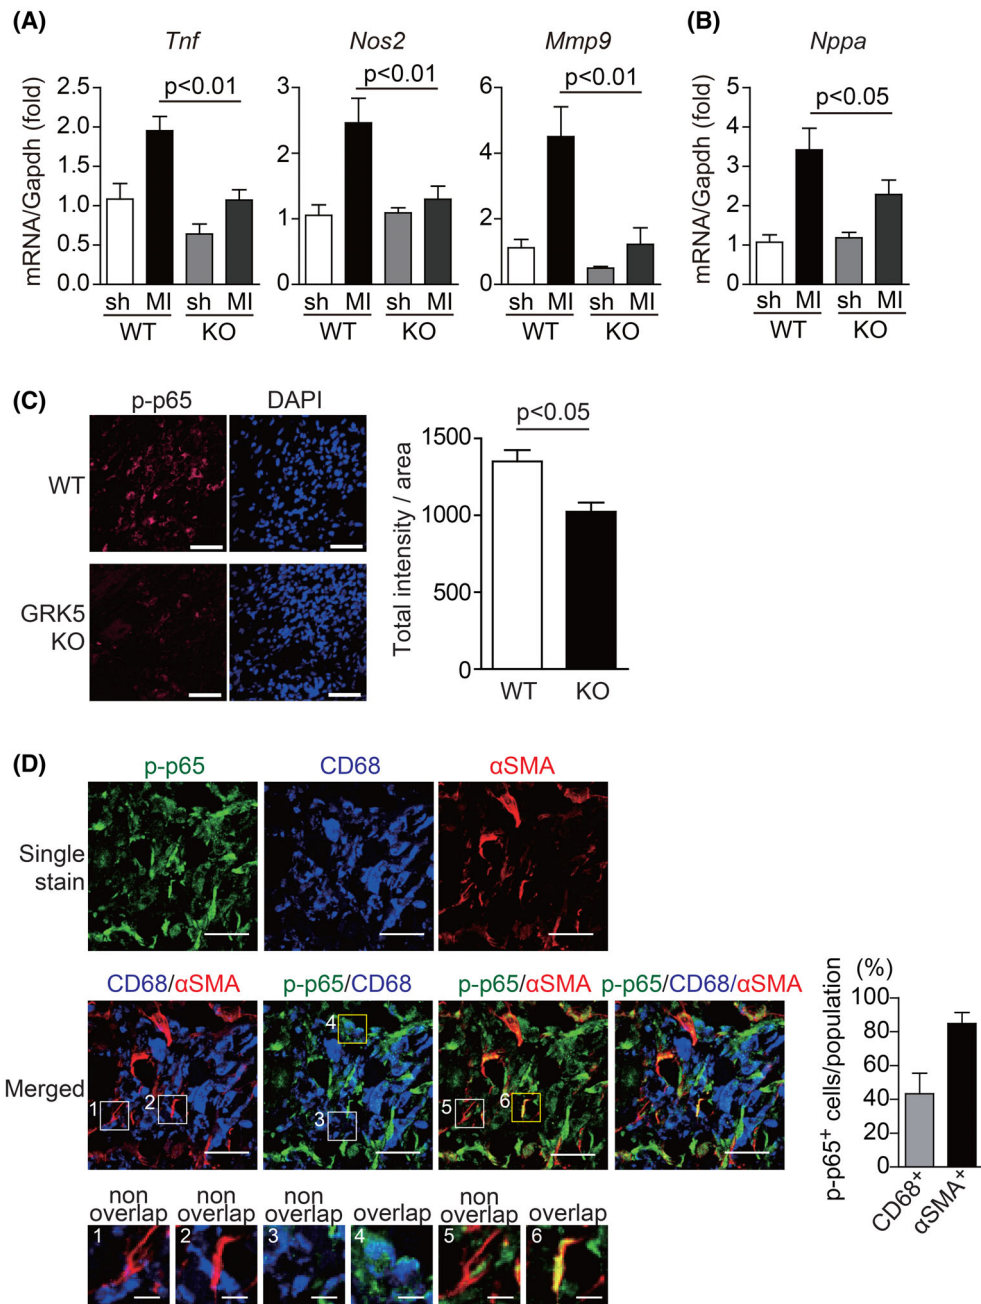 (A)
Tnf
Nos2
Mmp9
(B)
Nppa
mRNA/Gapdh (fold)
2.5
2.0
1.5
1.0
0.5
0.0
p<0.01
sh MI sh MI
WT KO
3
2
1
0
p<0.01
sh MI sh MI
WT KO
6
4
2
0
p<0.01
sh MI sh MI
WT KO
mRNA/Gapdh (fold)
5
4
3
2
1
0
p<0.05
sh MI sh MI
WT KO
(C)
p-p65 DAPI
WT
GRK5
KO
Total intensity / area
1500
1000
500
0
p<0.05
WT KO
(D)
p-p65 CD68 αSMA
Single
stain
CD68/αSMA p-p65/CD68 p-p65/αSMA p-p65/CD68/αSMA
Merged
1 2 3 4 5 6
p-p65+ cells/population
(%)
100
80
60
40
20
0
CD68+
αSMA+
non
overlap
1
non
overlap
2
non
overlap
3
overlap
4
non
overlap
5
overlap
6